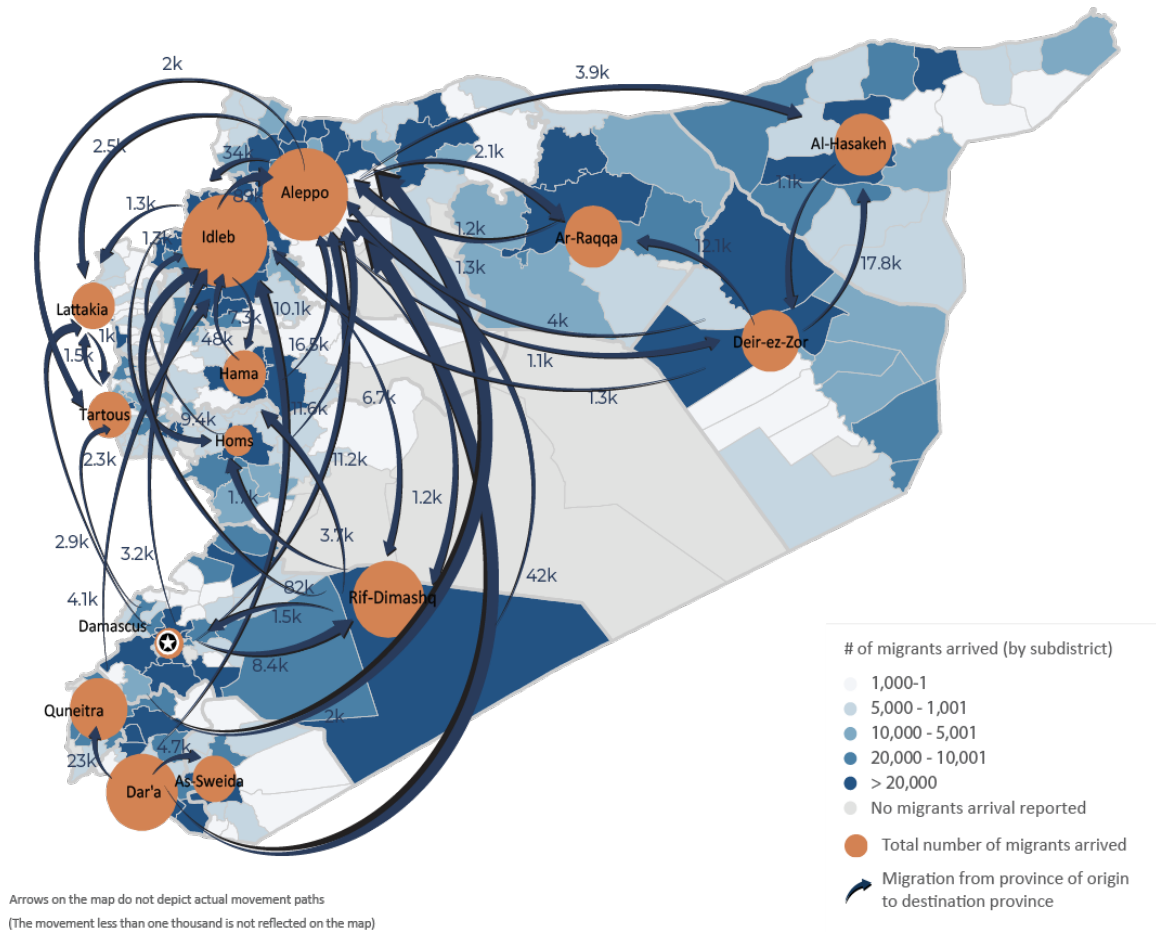 2k
3.9k
2.5k
34k
2.1k
Al-Hasakeh
1.1k
Aleppo
1.3k
Idleb
1.3k
1.2k
Ar-Raqqa
12.1k
1.3k
17.8k
Lattakia
10.1k
3k
4k
1k
48k
16.5k
Deir-ez-Zor
1.5k
1.1k
Hama
6.7k
1.3k
Tartous
11.6k
9.4k
Homs
2.3k
11.2k
1.2k
3.7k
2.9k
3.2k
42k
82k
4.1k
Rif-Dimashq
1.5k
Damascus
8.4k
Quneitra
2k
4.7k
23k
As-Sweida
Dar'a
# of migrants arrived (by subdistrict)
1,000-1
5,000 - 1,001
10,000 - 5,001
20,000 - 10,001
> 20,000
No migrants arrival reported
Total number of migrants arrived
Migration from province of origin
to destination province
Arrows on the map do not depict actual movement paths
(The movement less than one thousand is not reflected on the map)